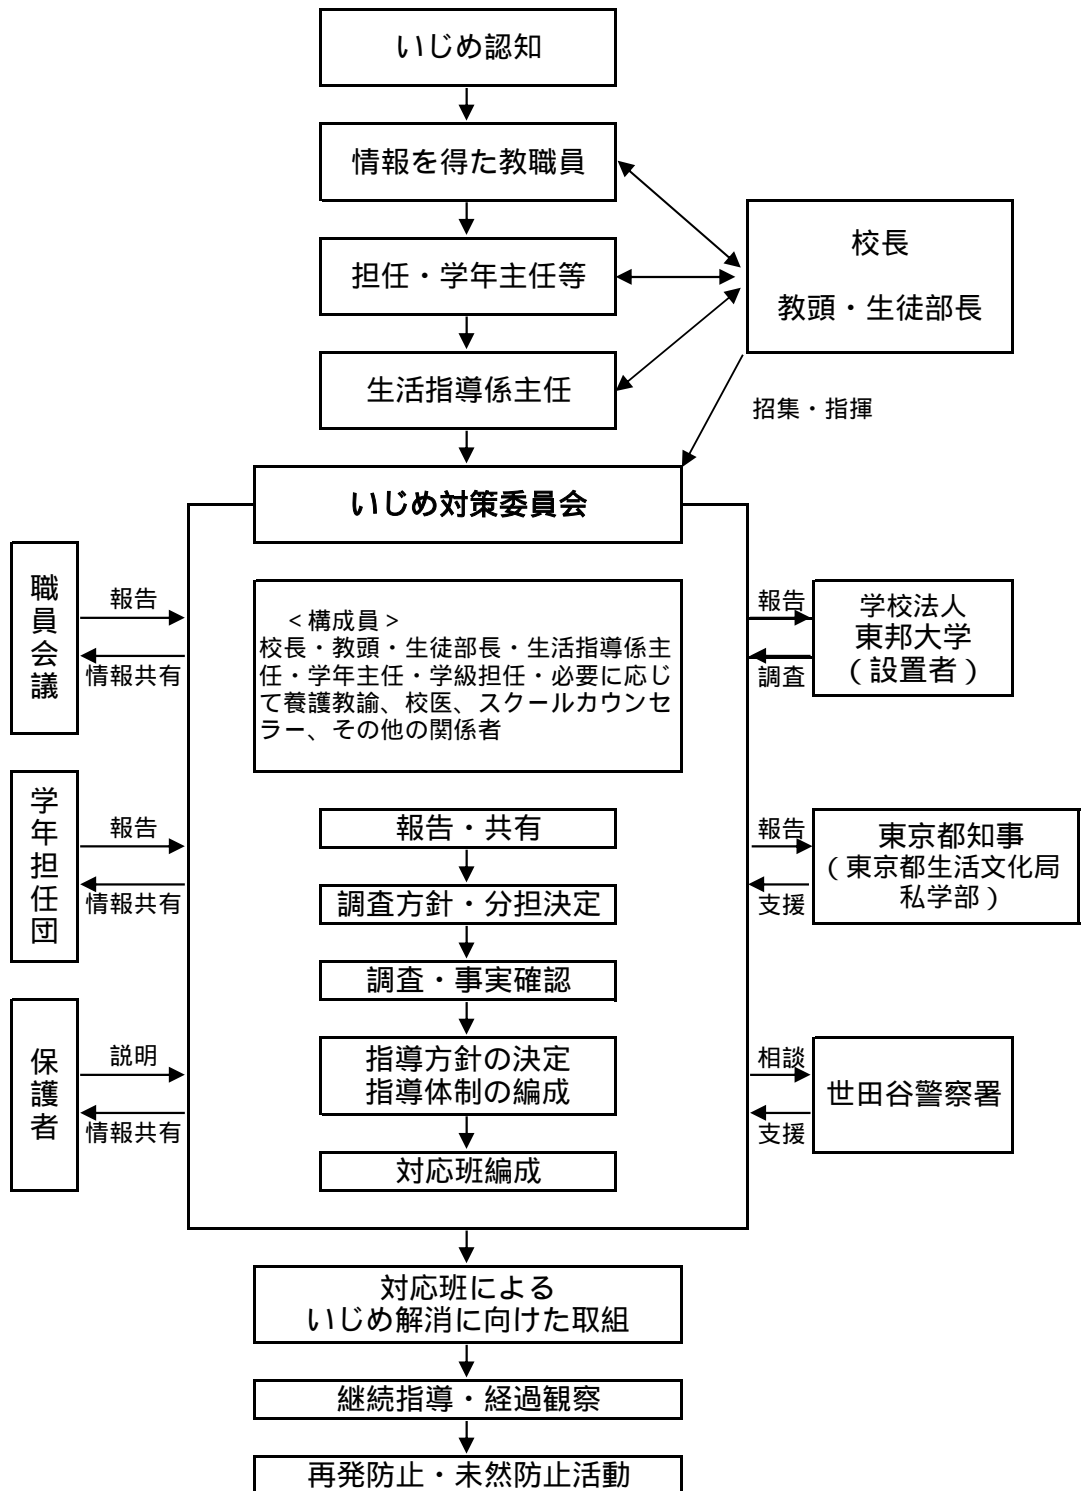 いじめ認知
情報を得た教職員
担任・学年主任等
校長
教頭・生徒部長
生活指導係主任
招集・指揮
いじめ対策委員会
職員会議
報告
情報共有
<構成員>
校長・教頭・生徒部長・生活指導係主
任・学年主任・学級担任・必要に応じ
て養護教諭、校医、スクールカウンセ
ラー、その他の関係者
報告
調査
学校法人
東邦大学
(設置者)
学年担任団
報告
情報共有
報告・共有
調査方針・分担決定
調査・事実確認
指導方針の決定
指導体制の編成
対応班編成
報告
支援
東京都知事
(東京都生活文化局
私学部)
保護者
説明
情報共有
相談
支援
世田谷警察署
対応班による
いじめ解消に向けた取組
継続指導・経過観察
再発防止・未然防止活動